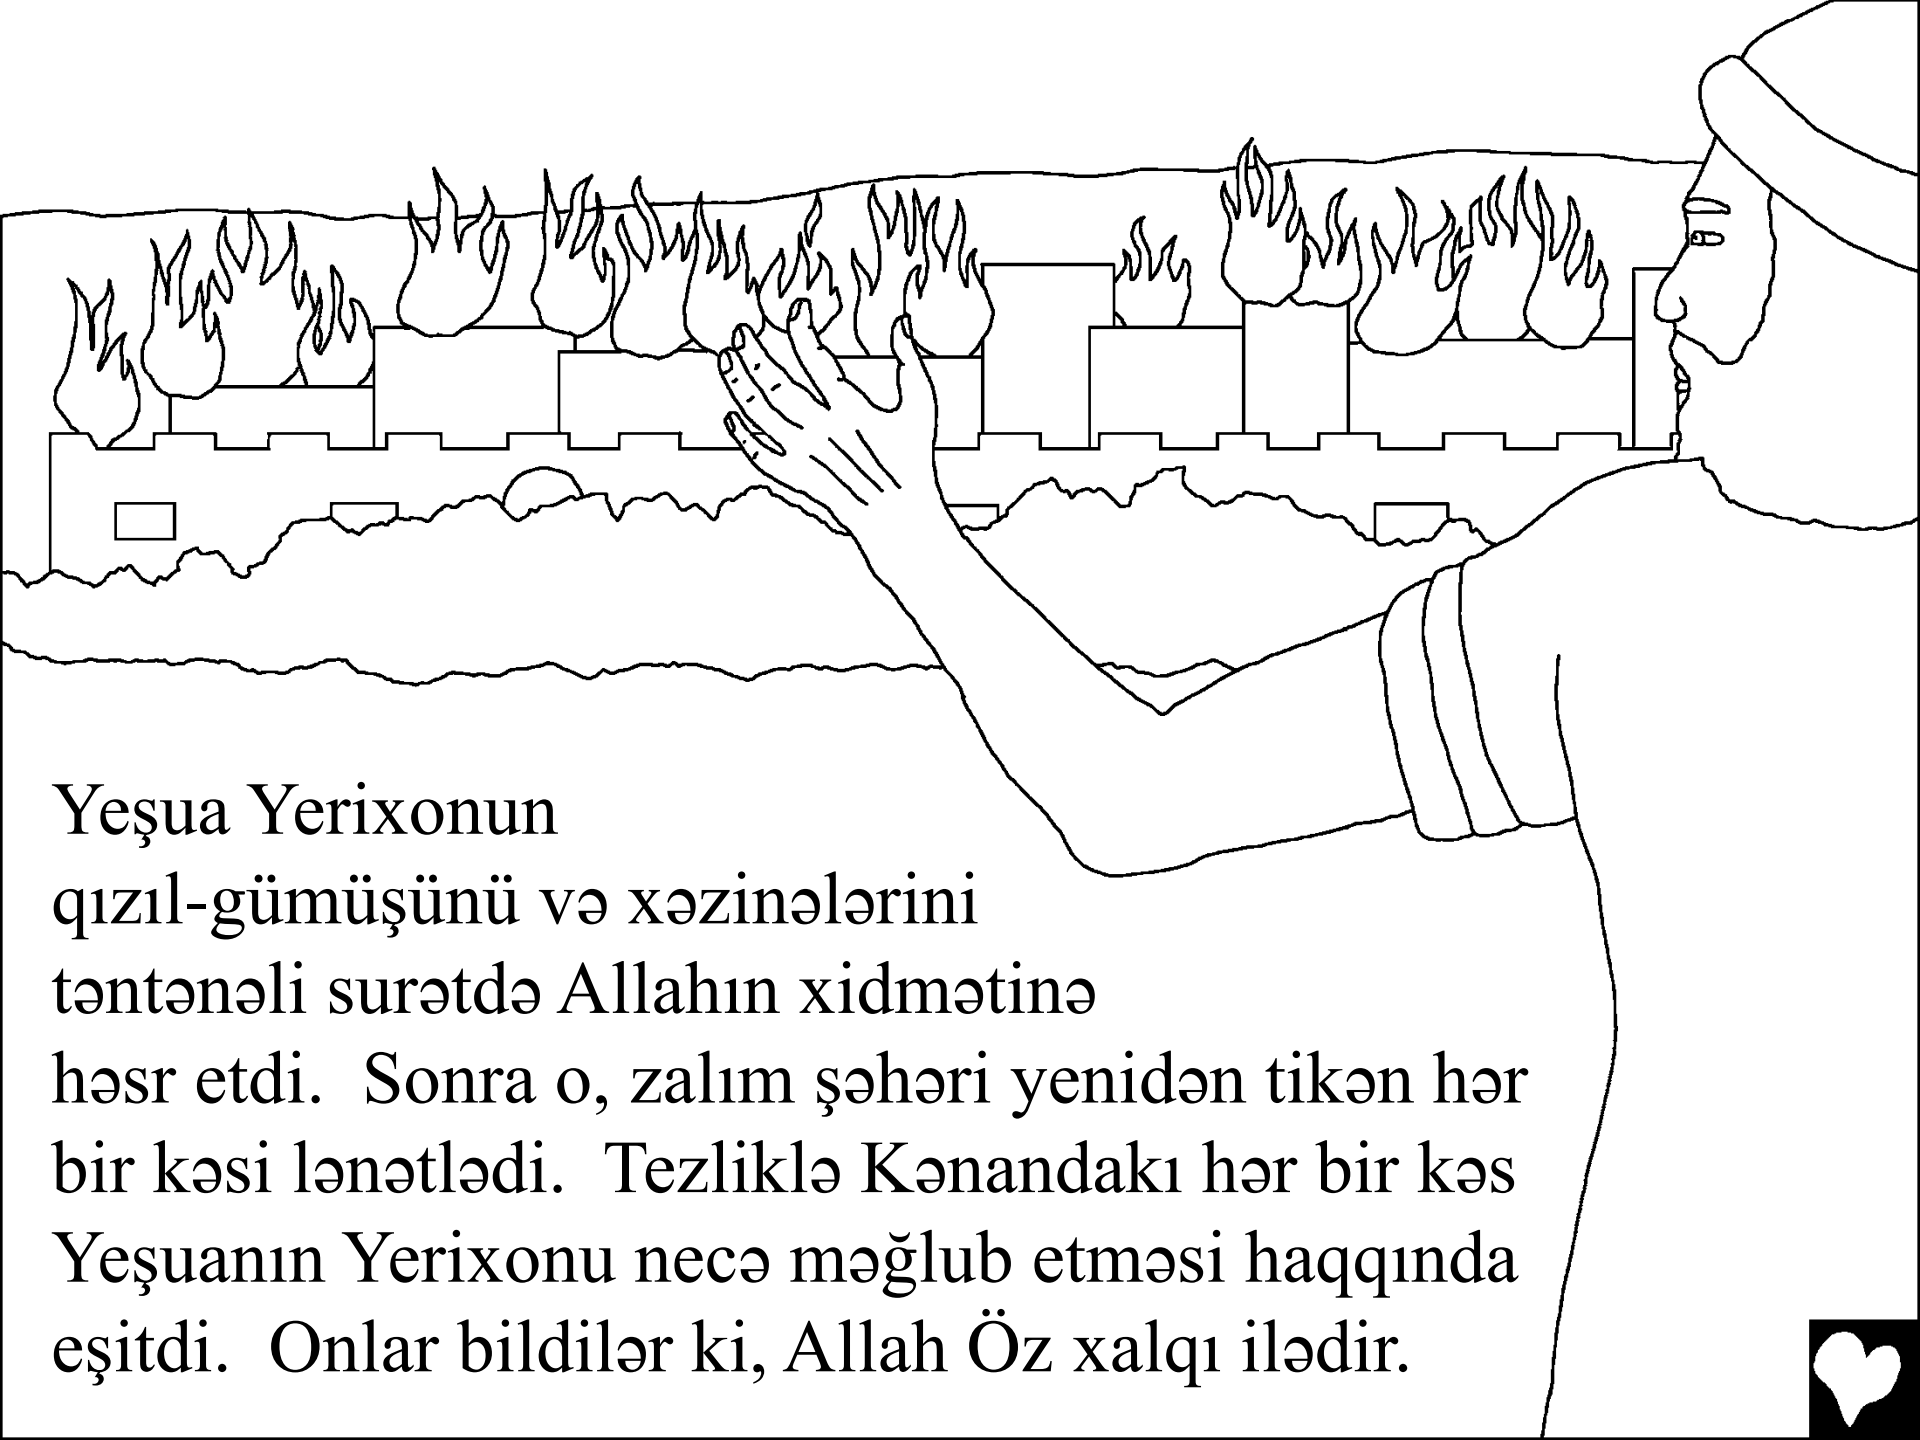 Yeşua Yerixonun
qızıl-gümüşünü və xəzinələrini
təntənəli surətdə Allahın xidmətinə
həsr etdi.  Sonra o, zalım şəhəri yenidən tikən hər
bir kəsi lənətlədi.  Tezliklə Kənandakı hər bir kəs
Yeşuanın Yerixonu necə məğlub etməsi haqqında
eşitdi.  Onlar bildilər ki, Allah Öz xalqı ilədir.